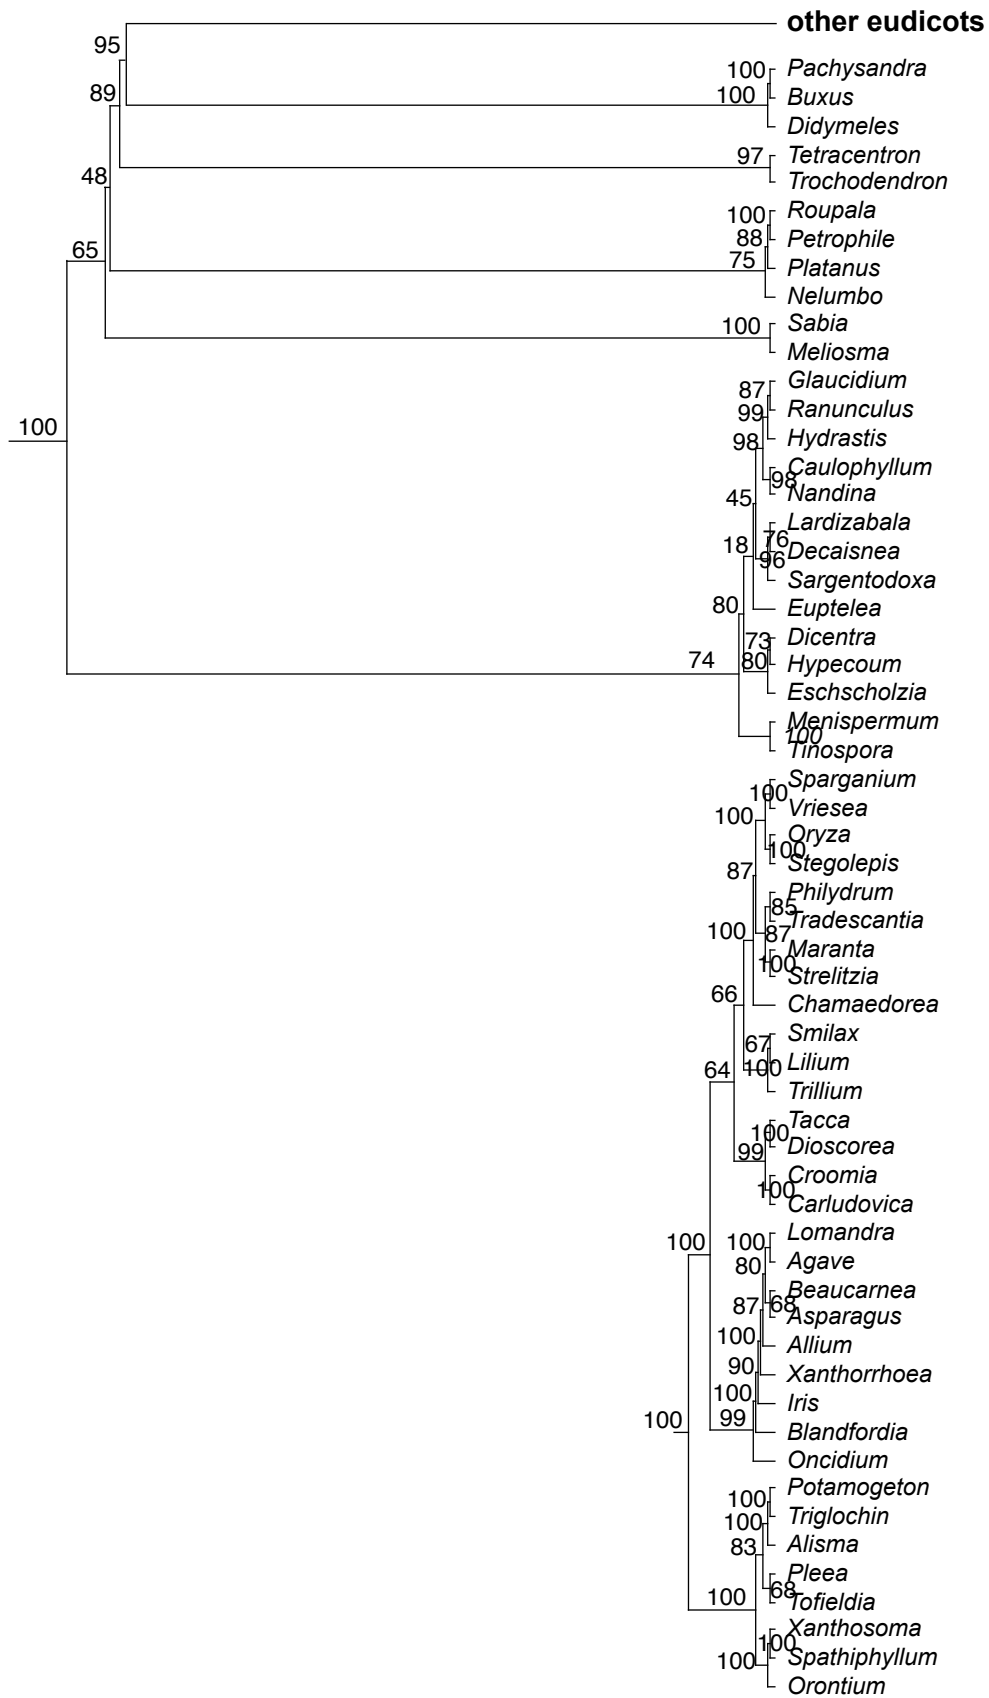 other eudicots
95
Pachysandra
100
Buxus
100
89
Didymeles
Tetracentron
97
48
Trochodendron
Roupala
100
Petrophile
88
65
75
Platanus
Nelumbo
Sabia
100
Meliosma
Glaucidium
87
Ranunculus
99
100
Hydrastis
98
Caulophyllum
98
Nandina
45
Lardizabala
76
18
Decaisnea
96
Sargentodoxa
80
Euptelea
Dicentra
73
74
80
Hypecoum
Eschscholzia
Menispermum
100
Tinospora
Sparganium
100
Vriesea
100
Oryza
100
Stegolepis
87
Philydrum
85
Tradescantia
100
87
Maranta
100
Strelitzia
66
Chamaedorea
Smilax
67
Lilium
64
100
Trillium
Tacca
100
Dioscorea
99
Croomia
100
Carludovica
Lomandra
100
100
Agave
80
Beaucarnea
87
68
Asparagus
100
Allium
90
Xanthorrhoea
100
Iris
100
99
Blandfordia
Oncidium
Potamogeton
100
Triglochin
100
83
Alisma
Pleea
68
100
Tofieldia
Xanthosoma
100
Spathiphyllum
100
Orontium